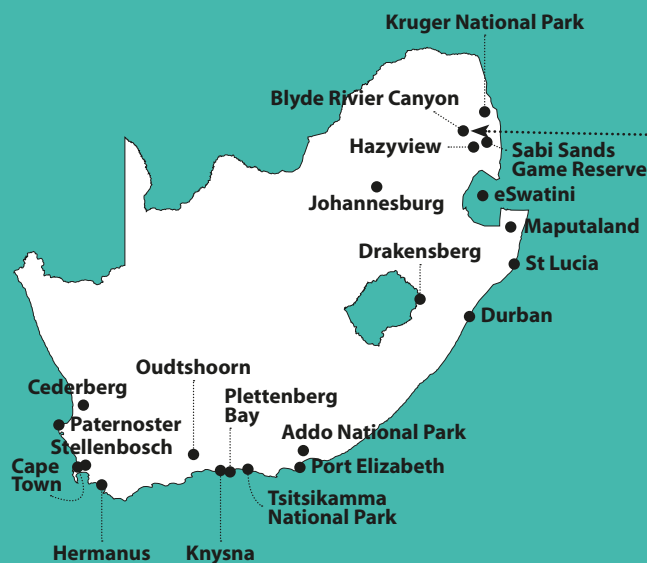 Kruger National Park
Blyde Rivier Canyon
Hazyview
Sabi Sands
Game Reserve
Johannesburg
eSwatini
Maputaland
Drakensberg
St Lucia
Durban
Oudtshoorn
Cederberg
Plettenberg
Bay
Paternoster
Addo National Park
Stellenbosch
Cape
Town
Port Elizabeth
Tsitsikamma
National Park
Hermanus
Knysna